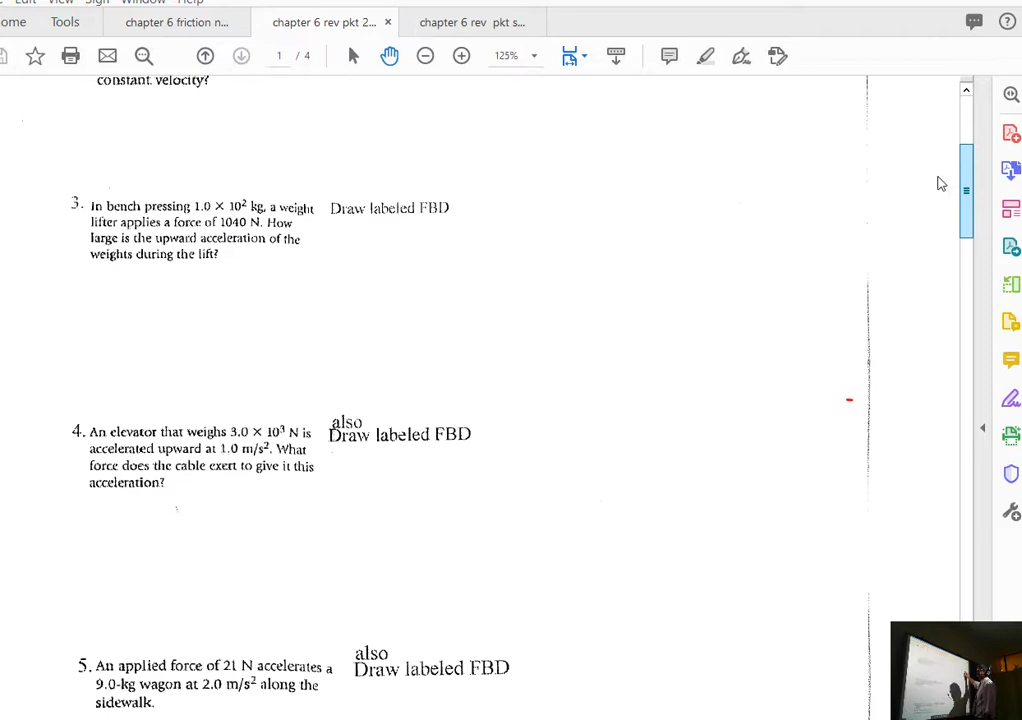 Edit View Sign Window Help
ome Tools chapter 6 friction n... chapter 6 rev pkt 2... × chapter 6 rev pkt s...
1 / 4 125%
constant velocity?
3. In bench pressing 1.0 × 10² kg, a weight Draw labeled FBD
lifter applies a force of 1040 N. How
large is the upward acceleration of the
weights during the lift?
also
4. An elevator that weighs 3.0 × 10³ N is Draw labeled FBD
accelerated upward at 1.0 m/s². What
force does the cable exert to give it this
acceleration?
also
5. An applied force of 21 N accelerates a Draw labeled FBD
9.0-kg wagon at 2.0 m/s² along the
sidewalk.